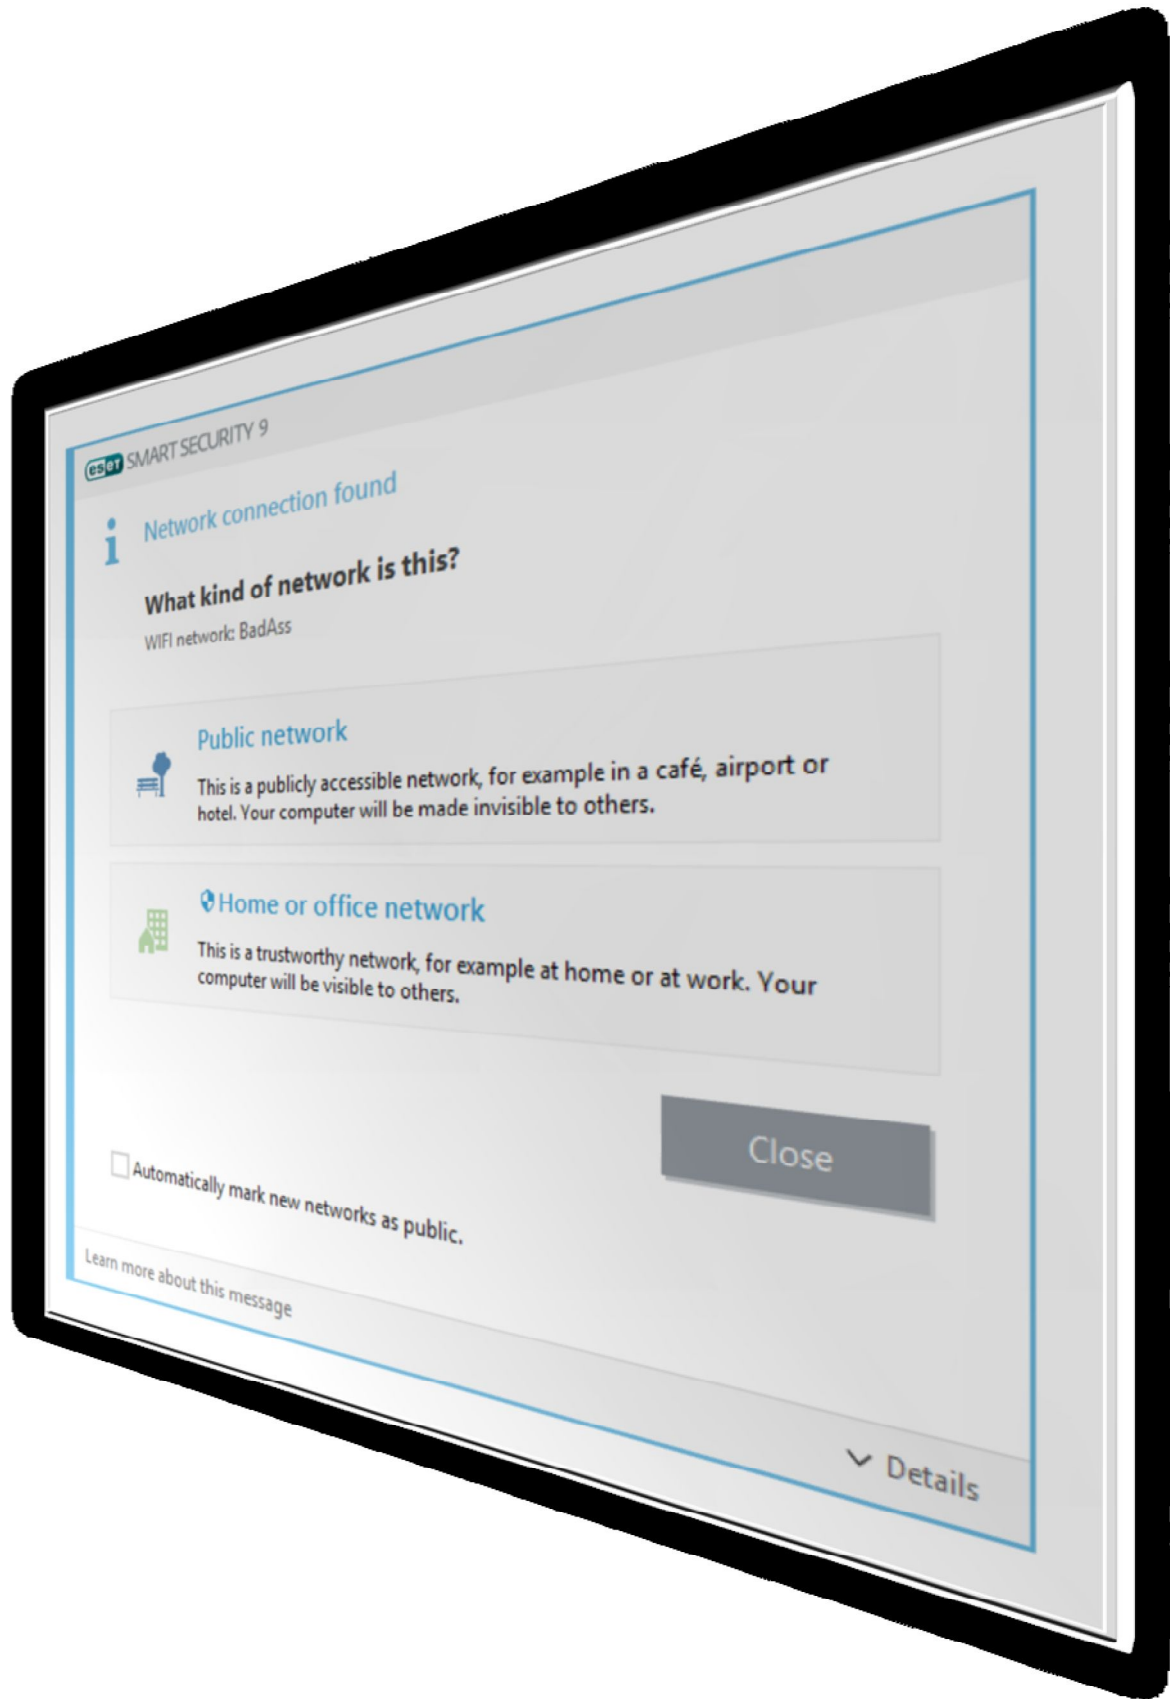 eset SMART SECURITY 9
Network connection found
What kind of network is this?
WIFI network: BadAss
Public network
This is a publicly accessible network, for example in a café, airport or
hotel. Your computer will be made invisible to others.
Home or office network
This is a trustworthy network, for example at home or at work. Your
computer will be visible to others.
Close
Automatically mark new networks as public.
Learn more about this message
Details